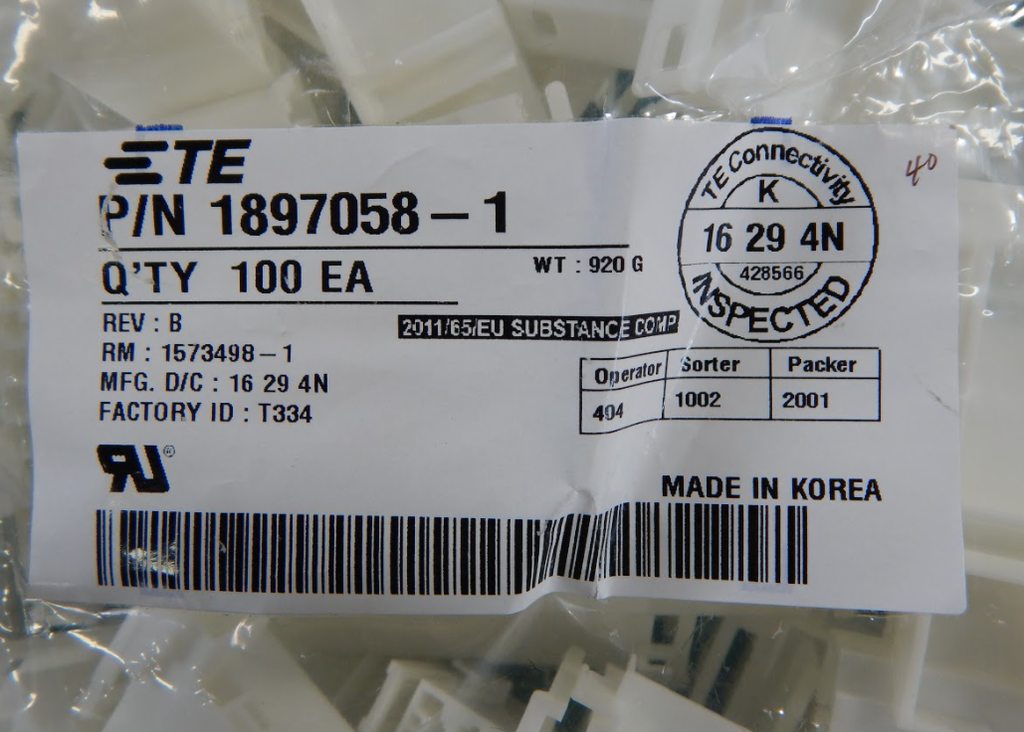 TE
P/N 1897058-1
Q'TY 100 EA
WT : 920 G
REV : B
2011/65/EU SUBSTANCE COMP
RM : 1573498-1
MFG. D/C : 16 29 4N
FACTORY ID : T334
TE Connectivity
K
16 29 4N
428566
INSPECTED
40
Operator Sorter Packer
404 1002 2001
RU®
MADE IN KOREA